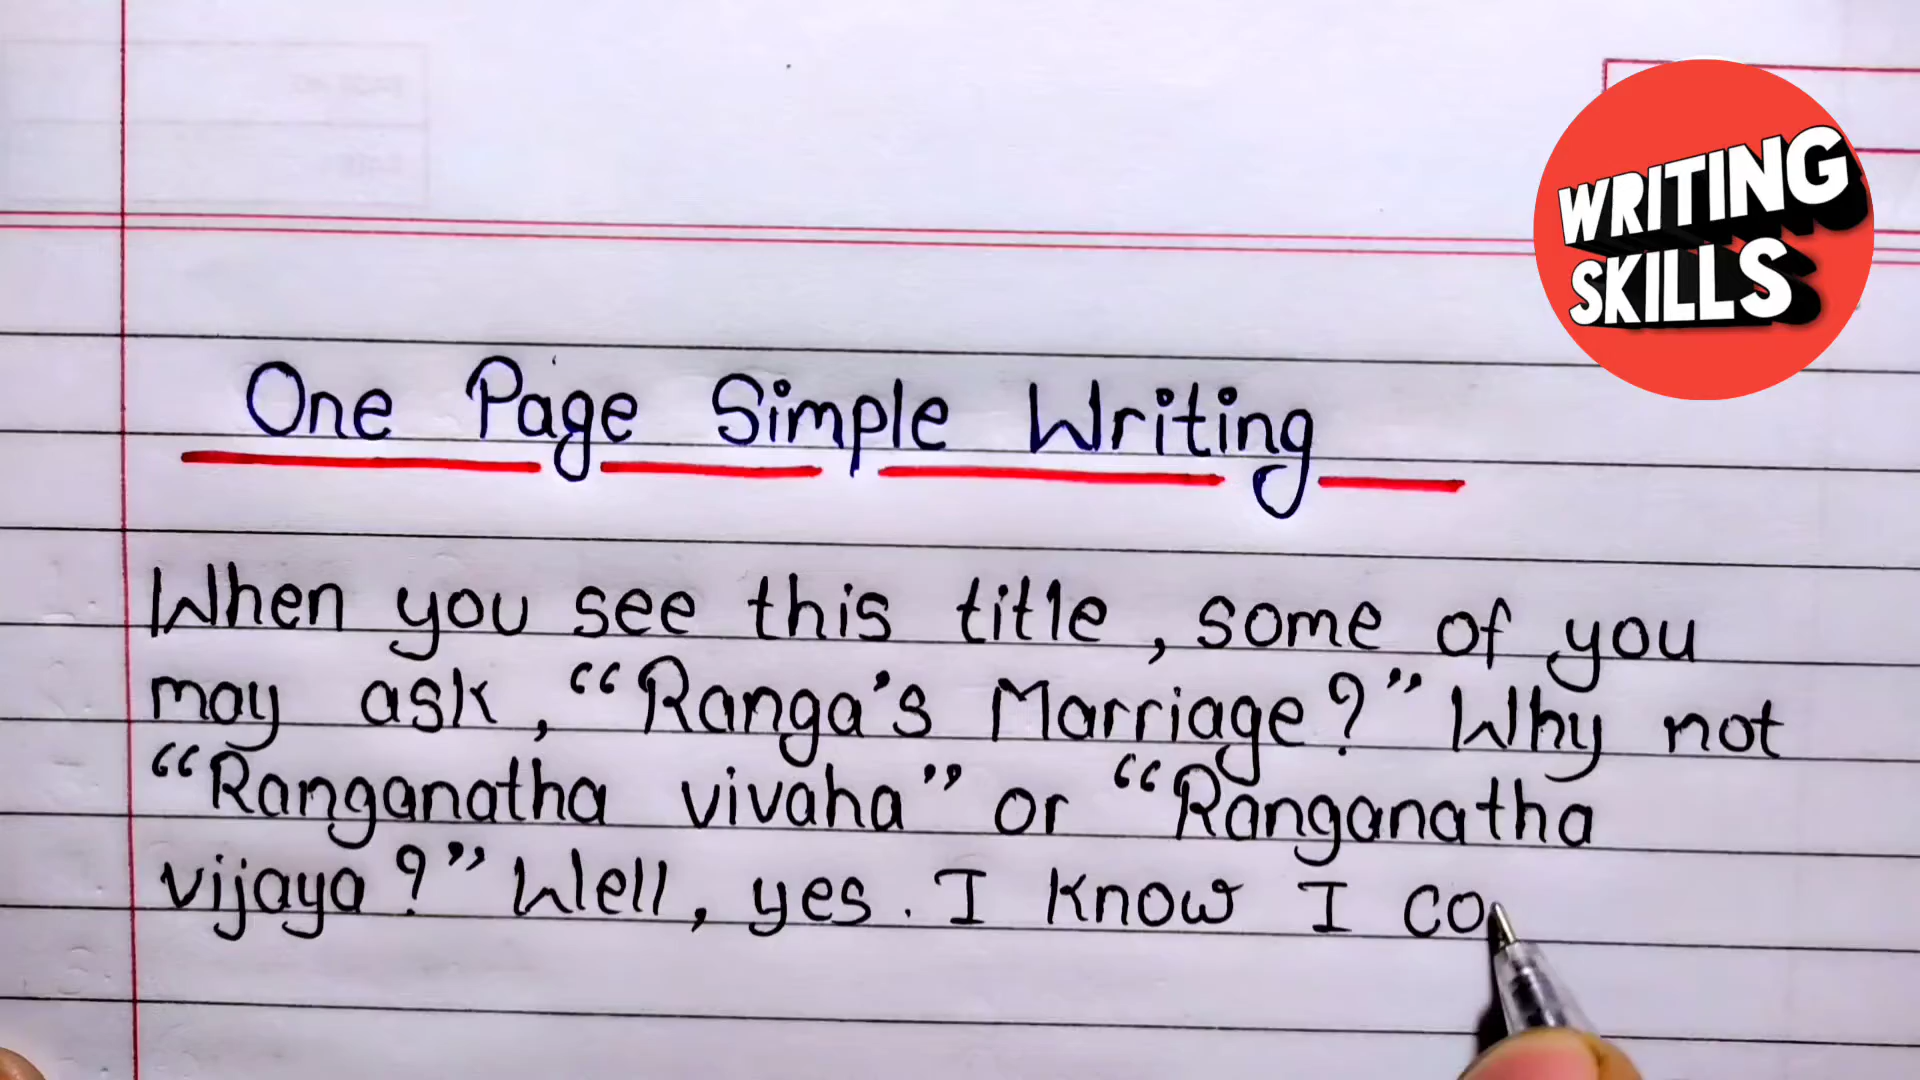 WRITING
SKILLS
One Page Simple Writing
When you see this title, some of you
may ask, “Ranga's Marriage?” Why not
“Ranganatha vivaha” or “Ranganatha
vijaya?” Well, yes. I know I co